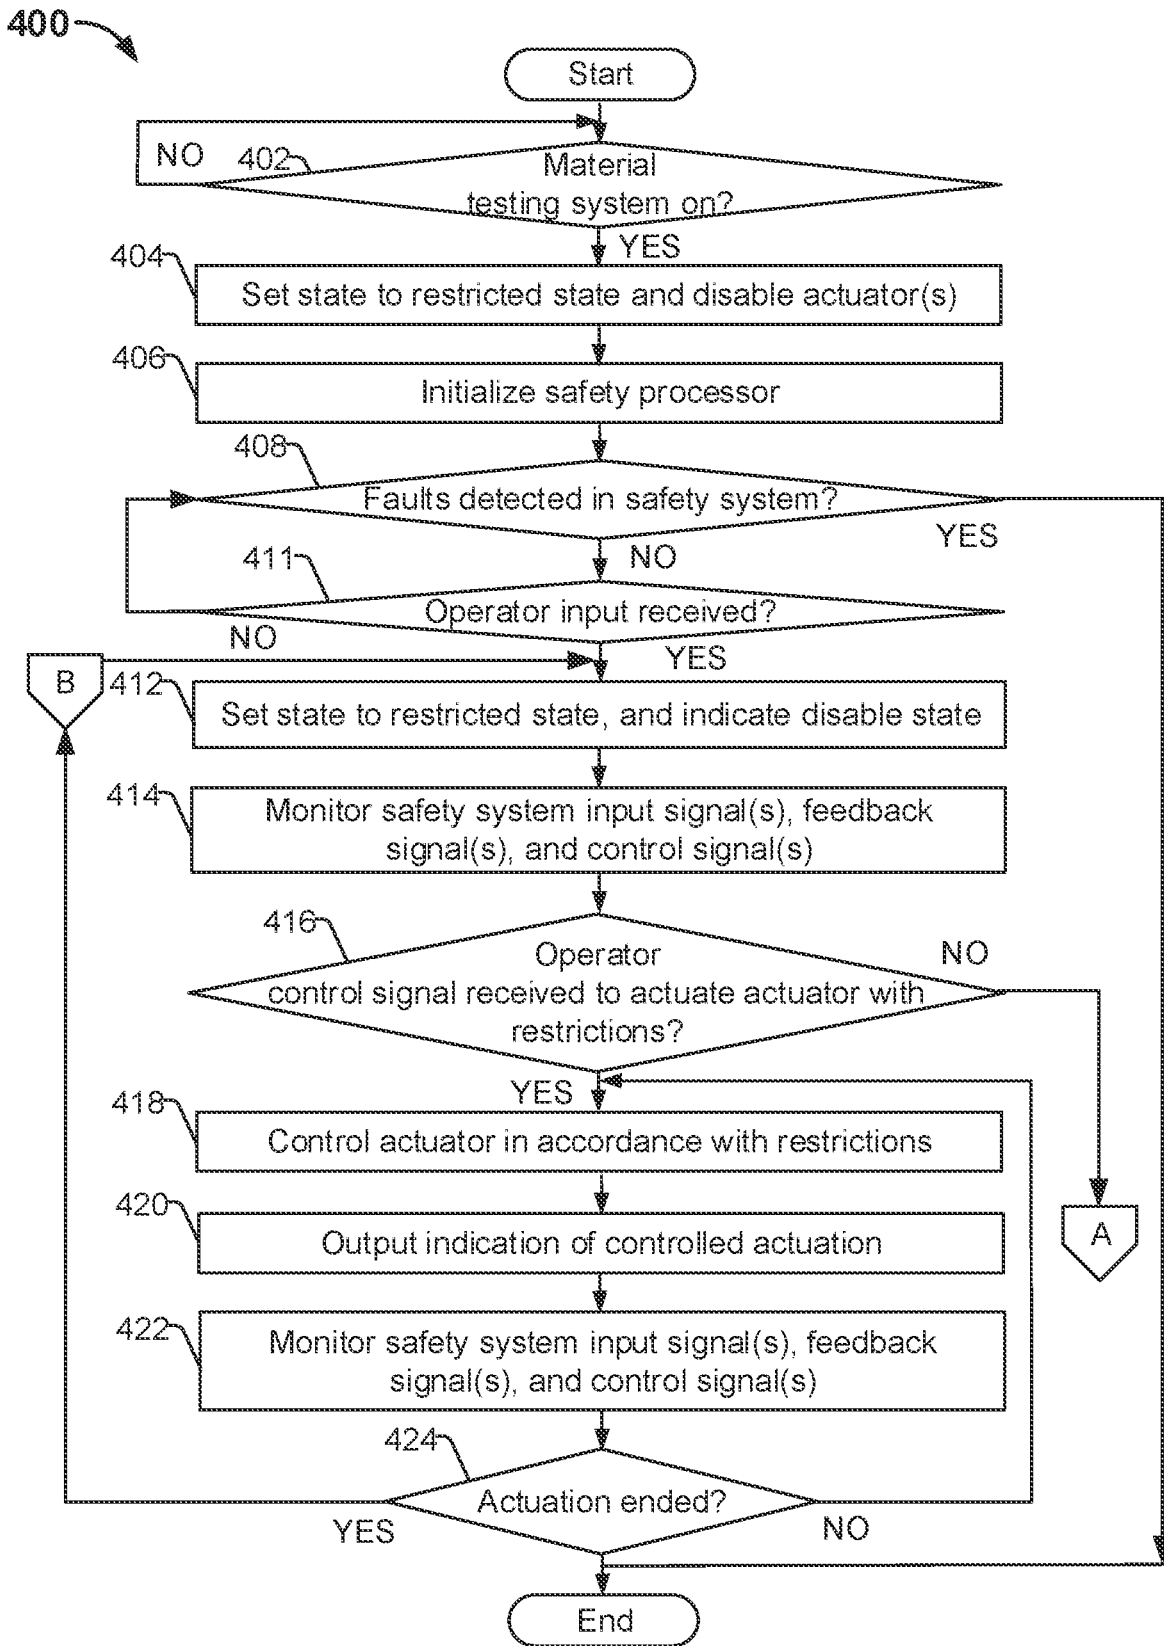 400
Start
NO
402
Material
testing system on?
YES
404
Set state to restricted state and disable actuator(s)
406
Initialize safety processor
408
Faults detected in safety system?
YES
NO
411
Operator input received?
NO
YES
B
412
Set state to restricted state, and indicate disable state
414
Monitor safety system input signal(s), feedback
signal(s), and control signal(s)
416
Operator
control signal received to actuate actuator with
restrictions?
NO
YES
418
Control actuator in accordance with restrictions
420
Output indication of controlled actuation
A
422
Monitor safety system input signal(s), feedback
signal(s), and control signal(s)
424
Actuation ended?
YES
NO
End